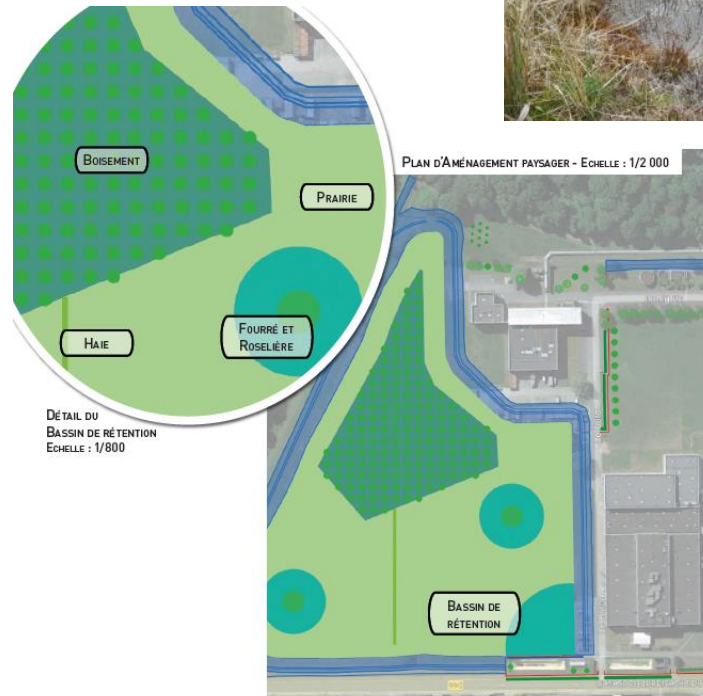 BOISEMENT
PRAIRIE
HAIE
FOURRÉ ET
ROSELIÈRE
DÉTAIL DU
BASSIN DE RÉTENTION
ECHELLE : 1/800
PLAN D'AMÉNAGEMENT PAYSAGER - ECHELLE : 1/2 000
BASSIN DE
RÉTENTION